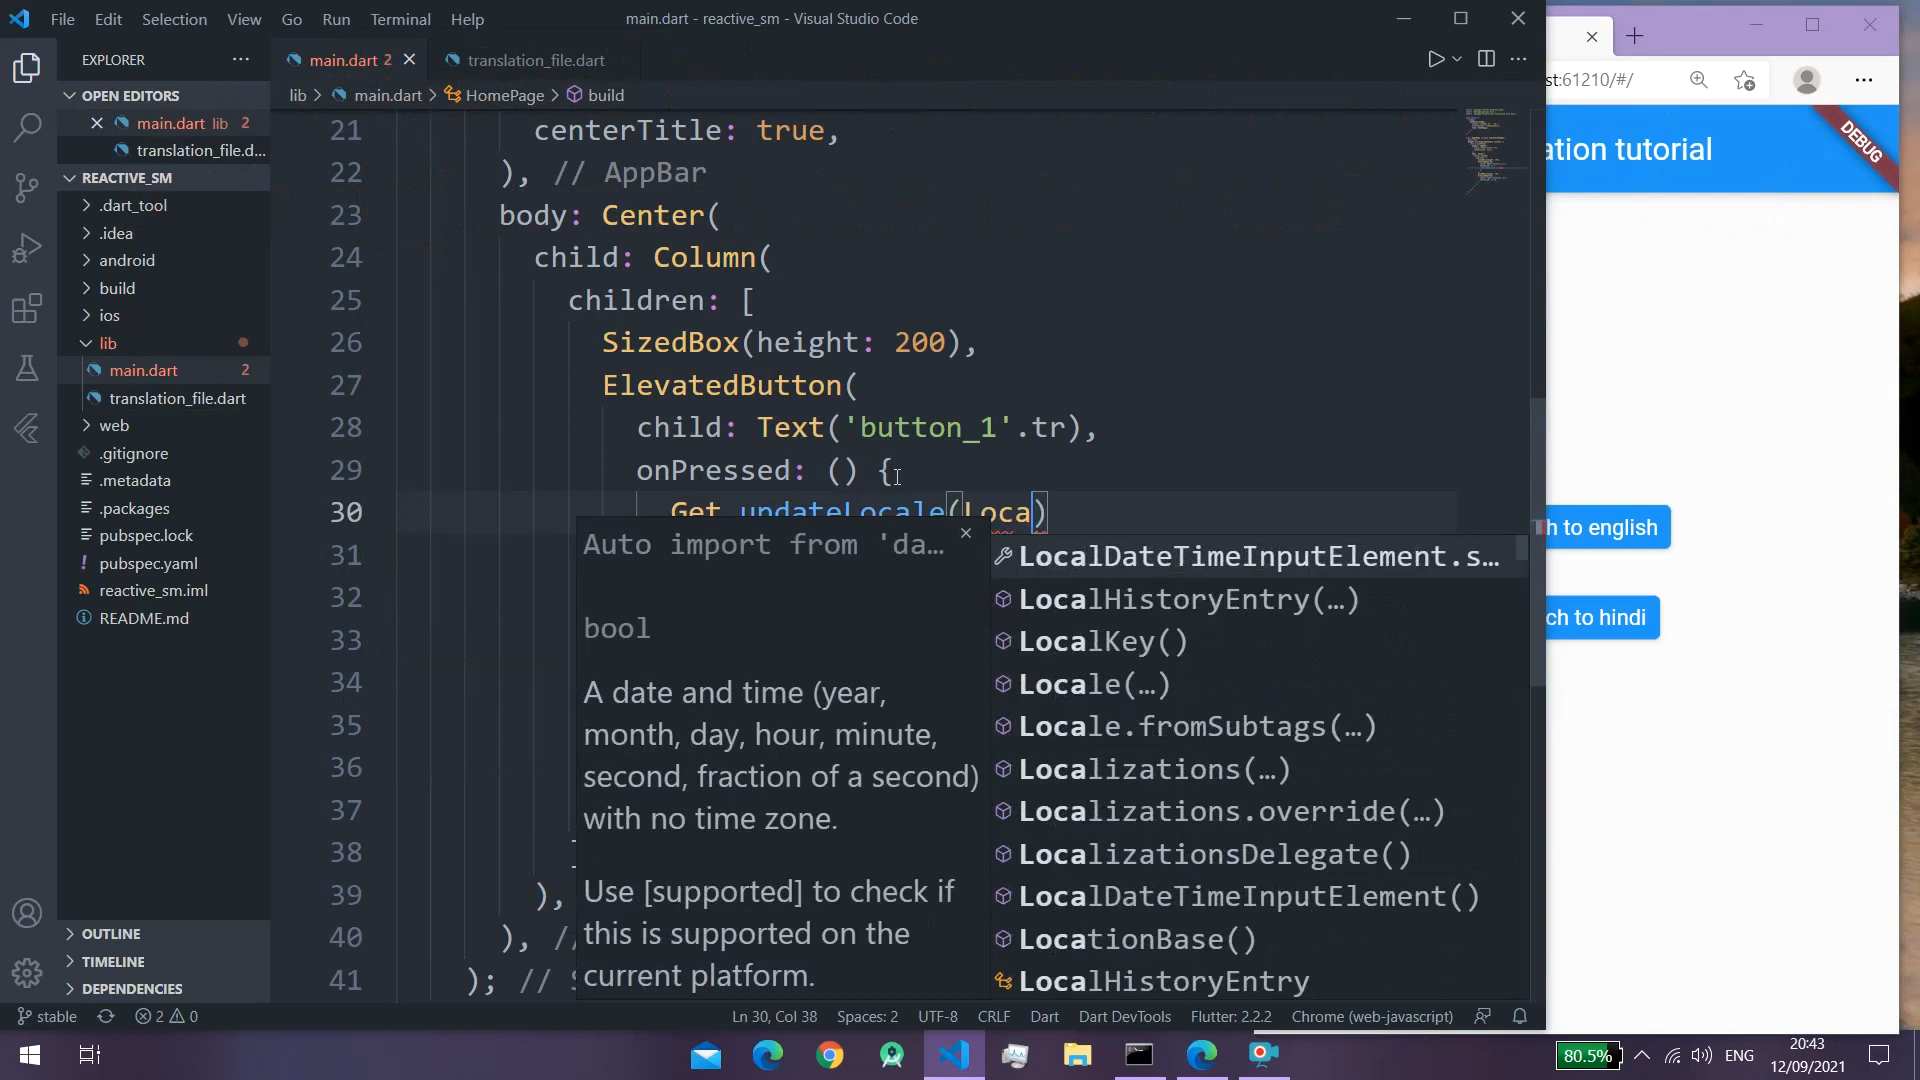 File Edit Selection View Go Run Terminal Help
main.dart - reactive_sm - Visual Studio Code
EXPLORER
OPEN EDITORS
main.dart lib 2
translation_file.d...
REACTIVE_SM
.dart_tool
.idea
android
build
ios
lib
main.dart 2
translation_file.dart
web
.gitignore
.metadata
.packages
pubspec.lock
pubspec.yaml
reactive_sm.iml
README.md
OUTLINE
TIMELINE
DEPENDENCIES
main.dart 2
translation_file.dart
lib > main.dart > HomePage > build
21 centerTitle: true,
22 ), // AppBar
23 body: Center(
24 child: Column(
25 children: [
26 SizedBox(height: 200),
27 ElevatedButton(
28 child: Text('button_1'.tr),
29 onPressed: () {
30 Get.updateLocale(Loca)
31
32
33
34
35
36
37
38
39 ),
40 ), //
41 ); //
Auto import from 'da...
bool
A date and time (year,
month, day, hour, minute,
second, fraction of a second)
with no time zone.
Use [supported] to check if
this is supported on the
current platform.
LocalDateTimeInputElement.s...
LocalHistoryEntry(…)
LocalKey()
Locale(…)
Locale.fromSubtags(…)
Localizations(…)
Localizations.override(…)
LocalizationsDelegate()
LocalDateTimeInputElement()
LocationBase()
LocalHistoryEntry
st:61210/#/
ation tutorial
DEBUG
h to english
ch to hindi
stable
2 0
Ln 30, Col 38
Spaces: 2
UTF-8
CRLF
Dart
Dart DevTools
Flutter: 2.2.2
Chrome (web-javascript)
80.5%
ENG
20:43
12/09/2021